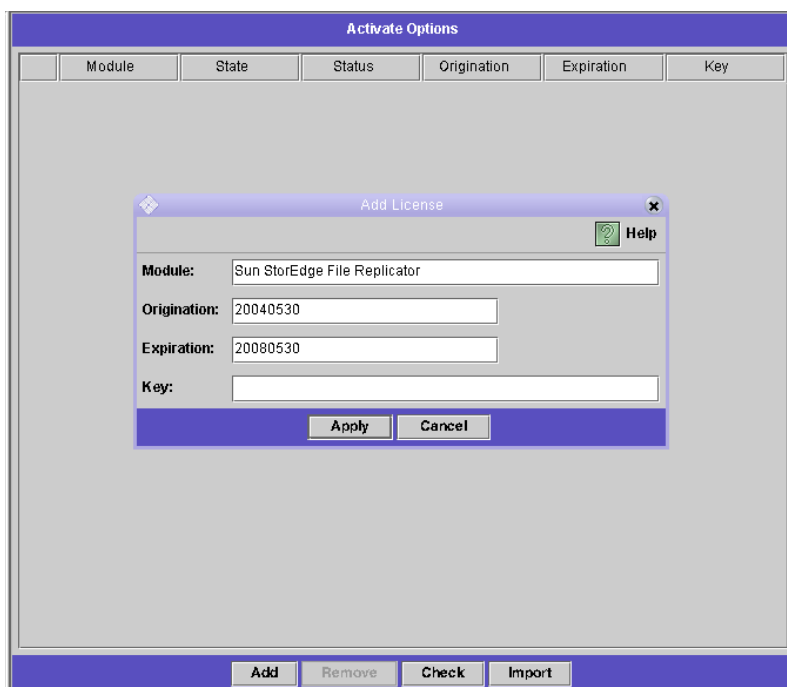 Activate Options
Module State Status Origination Expiration Key
Add License
Help
Module: Sun StorEdge File Replicator
Origination: 20040530
Expiration: 20080530
Key:
Apply Cancel
Add Remove Check Import